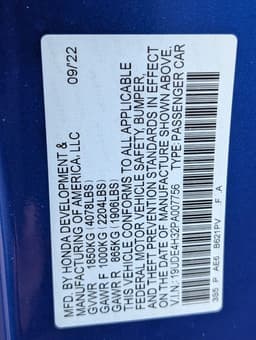 MFD. BY HONDA DEVELOPMENT &
MANUFACTURING OF AMERICA, LLC
09/22
GVWR 1850KG (4078LBS)
GAWR F 1000KG (2204LBS)
GAWR R 865KG (1906LBS)
THIS VEHICLE CONFORMS TO ALL APPLICABLE
FEDERAL MOTOR VEHICLE SAFETY, BUMPER,
AND THEFT PREVENTION STANDARDS IN EFFECT
ON THE DATE OF MANUFACTURE SHOWN ABOVE.
V.I.N.: 19UDE4H32PA007756 TYPE:PASSENGER CAR
3S5 P AE6 B621PV F A